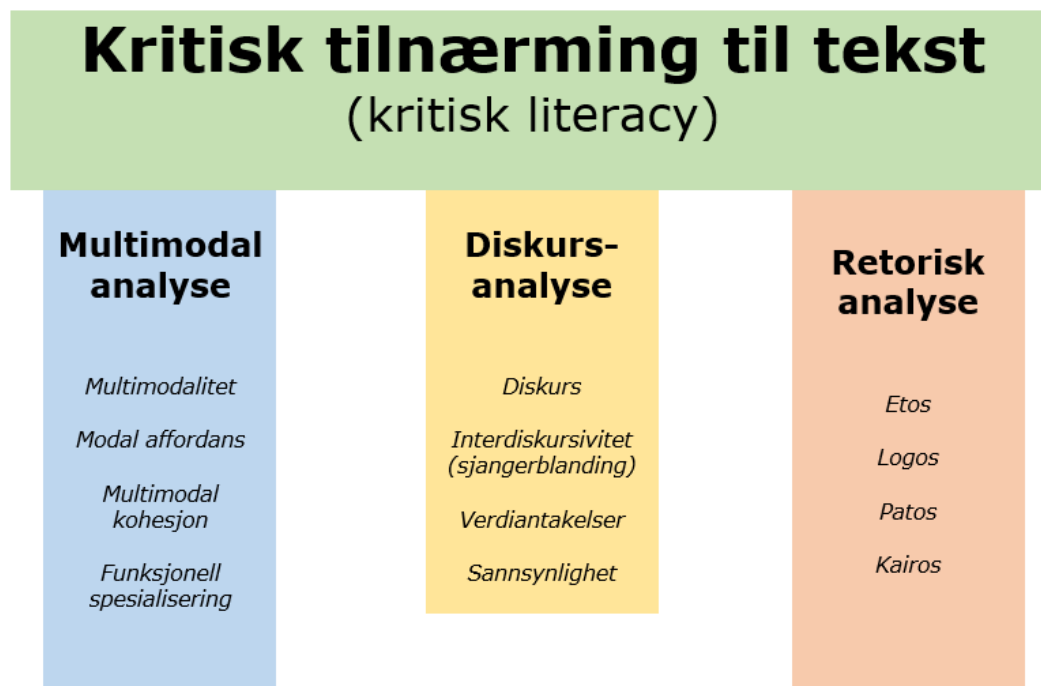 Kritisk tilnærming til tekst
(kritisk literacy)
Multimodal
analyse
Multimodalitet
Modal affordans
Multimodal
kohesjon
Funksjonell
spesialisering
Diskurs-
analyse
Diskurs
Interdiskursivitet
(sjangerblanding)
Verdiantakelser
Sannsynlighet
Retorisk
analyse
Etos
Logos
Patos
Kairos